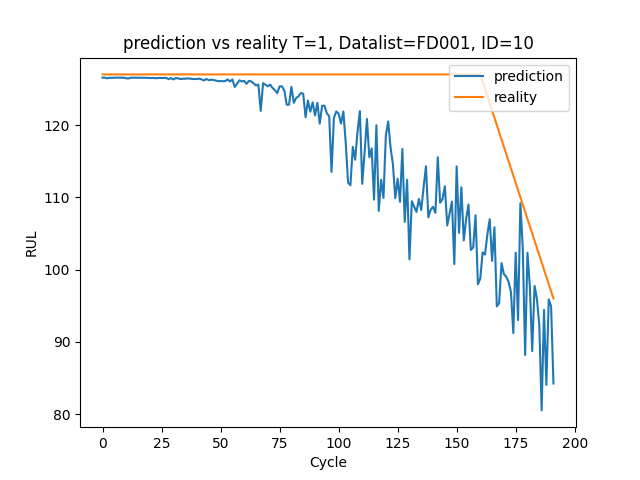 prediction vs reality T=1, Datalist=FD001, ID=10
prediction
reality
RUL
120
110
100
90
80
0 25 50 75 100 125 150 175 200
Cycle